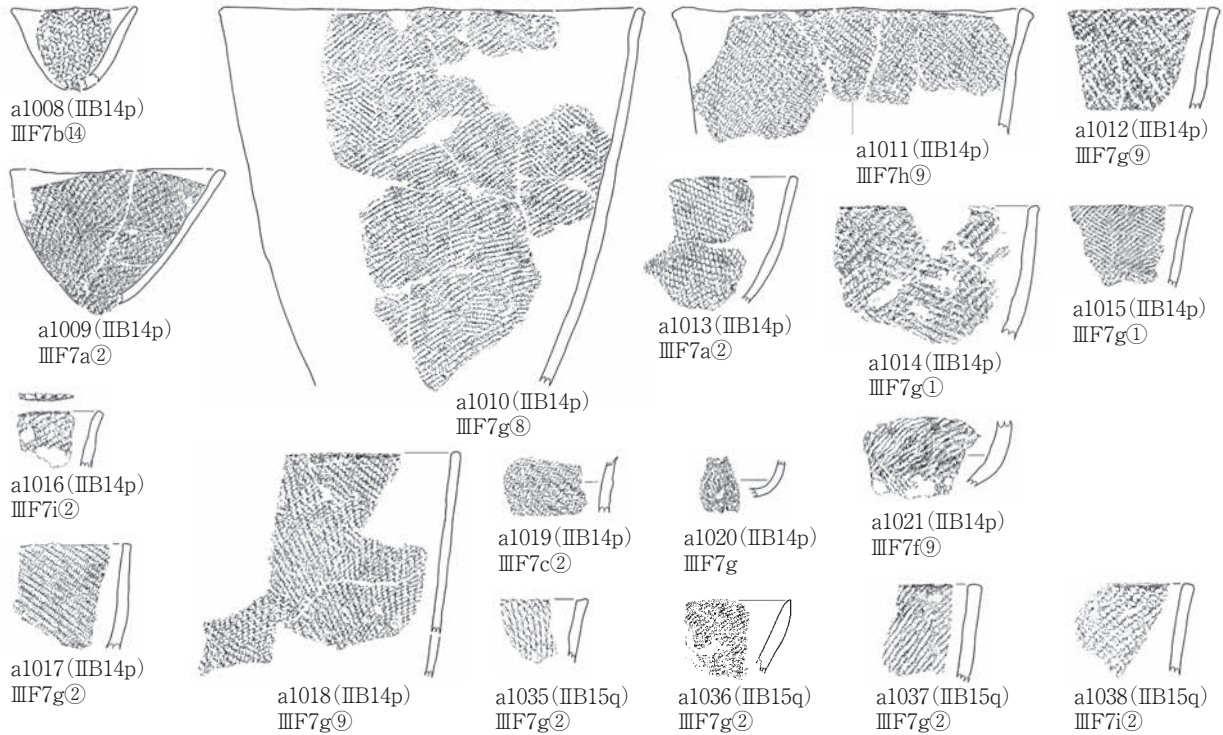 a1008(ⅡB14p)
ⅢF7b⑭
a1009(ⅡB14p)
ⅢF7a②
a1010(ⅡB14p)
ⅢF7g⑧
a1011(ⅡB14p)
ⅢF7h⑨
a1012(ⅡB14p)
ⅢF7g⑨
a1013(ⅡB14p)
ⅢF7a②
a1014(ⅡB14p)
ⅢF7g①
a1015(ⅡB14p)
ⅢF7g①
a1016(ⅡB14p)
ⅢF7i②
a1017(ⅡB14p)
ⅢF7g②
a1018(ⅡB14p)
ⅢF7g⑨
a1019(ⅡB14p)
ⅢF7c②
a1020(ⅡB14p)
ⅢF7g
a1021(ⅡB14p)
ⅢF7f⑨
a1035(ⅡB15q)
ⅢF7g②
a1036(ⅡB15q)
ⅢF7g②
a1037(ⅡB15q)
ⅢF7g②
a1038(ⅡB15q)
ⅢF7i②